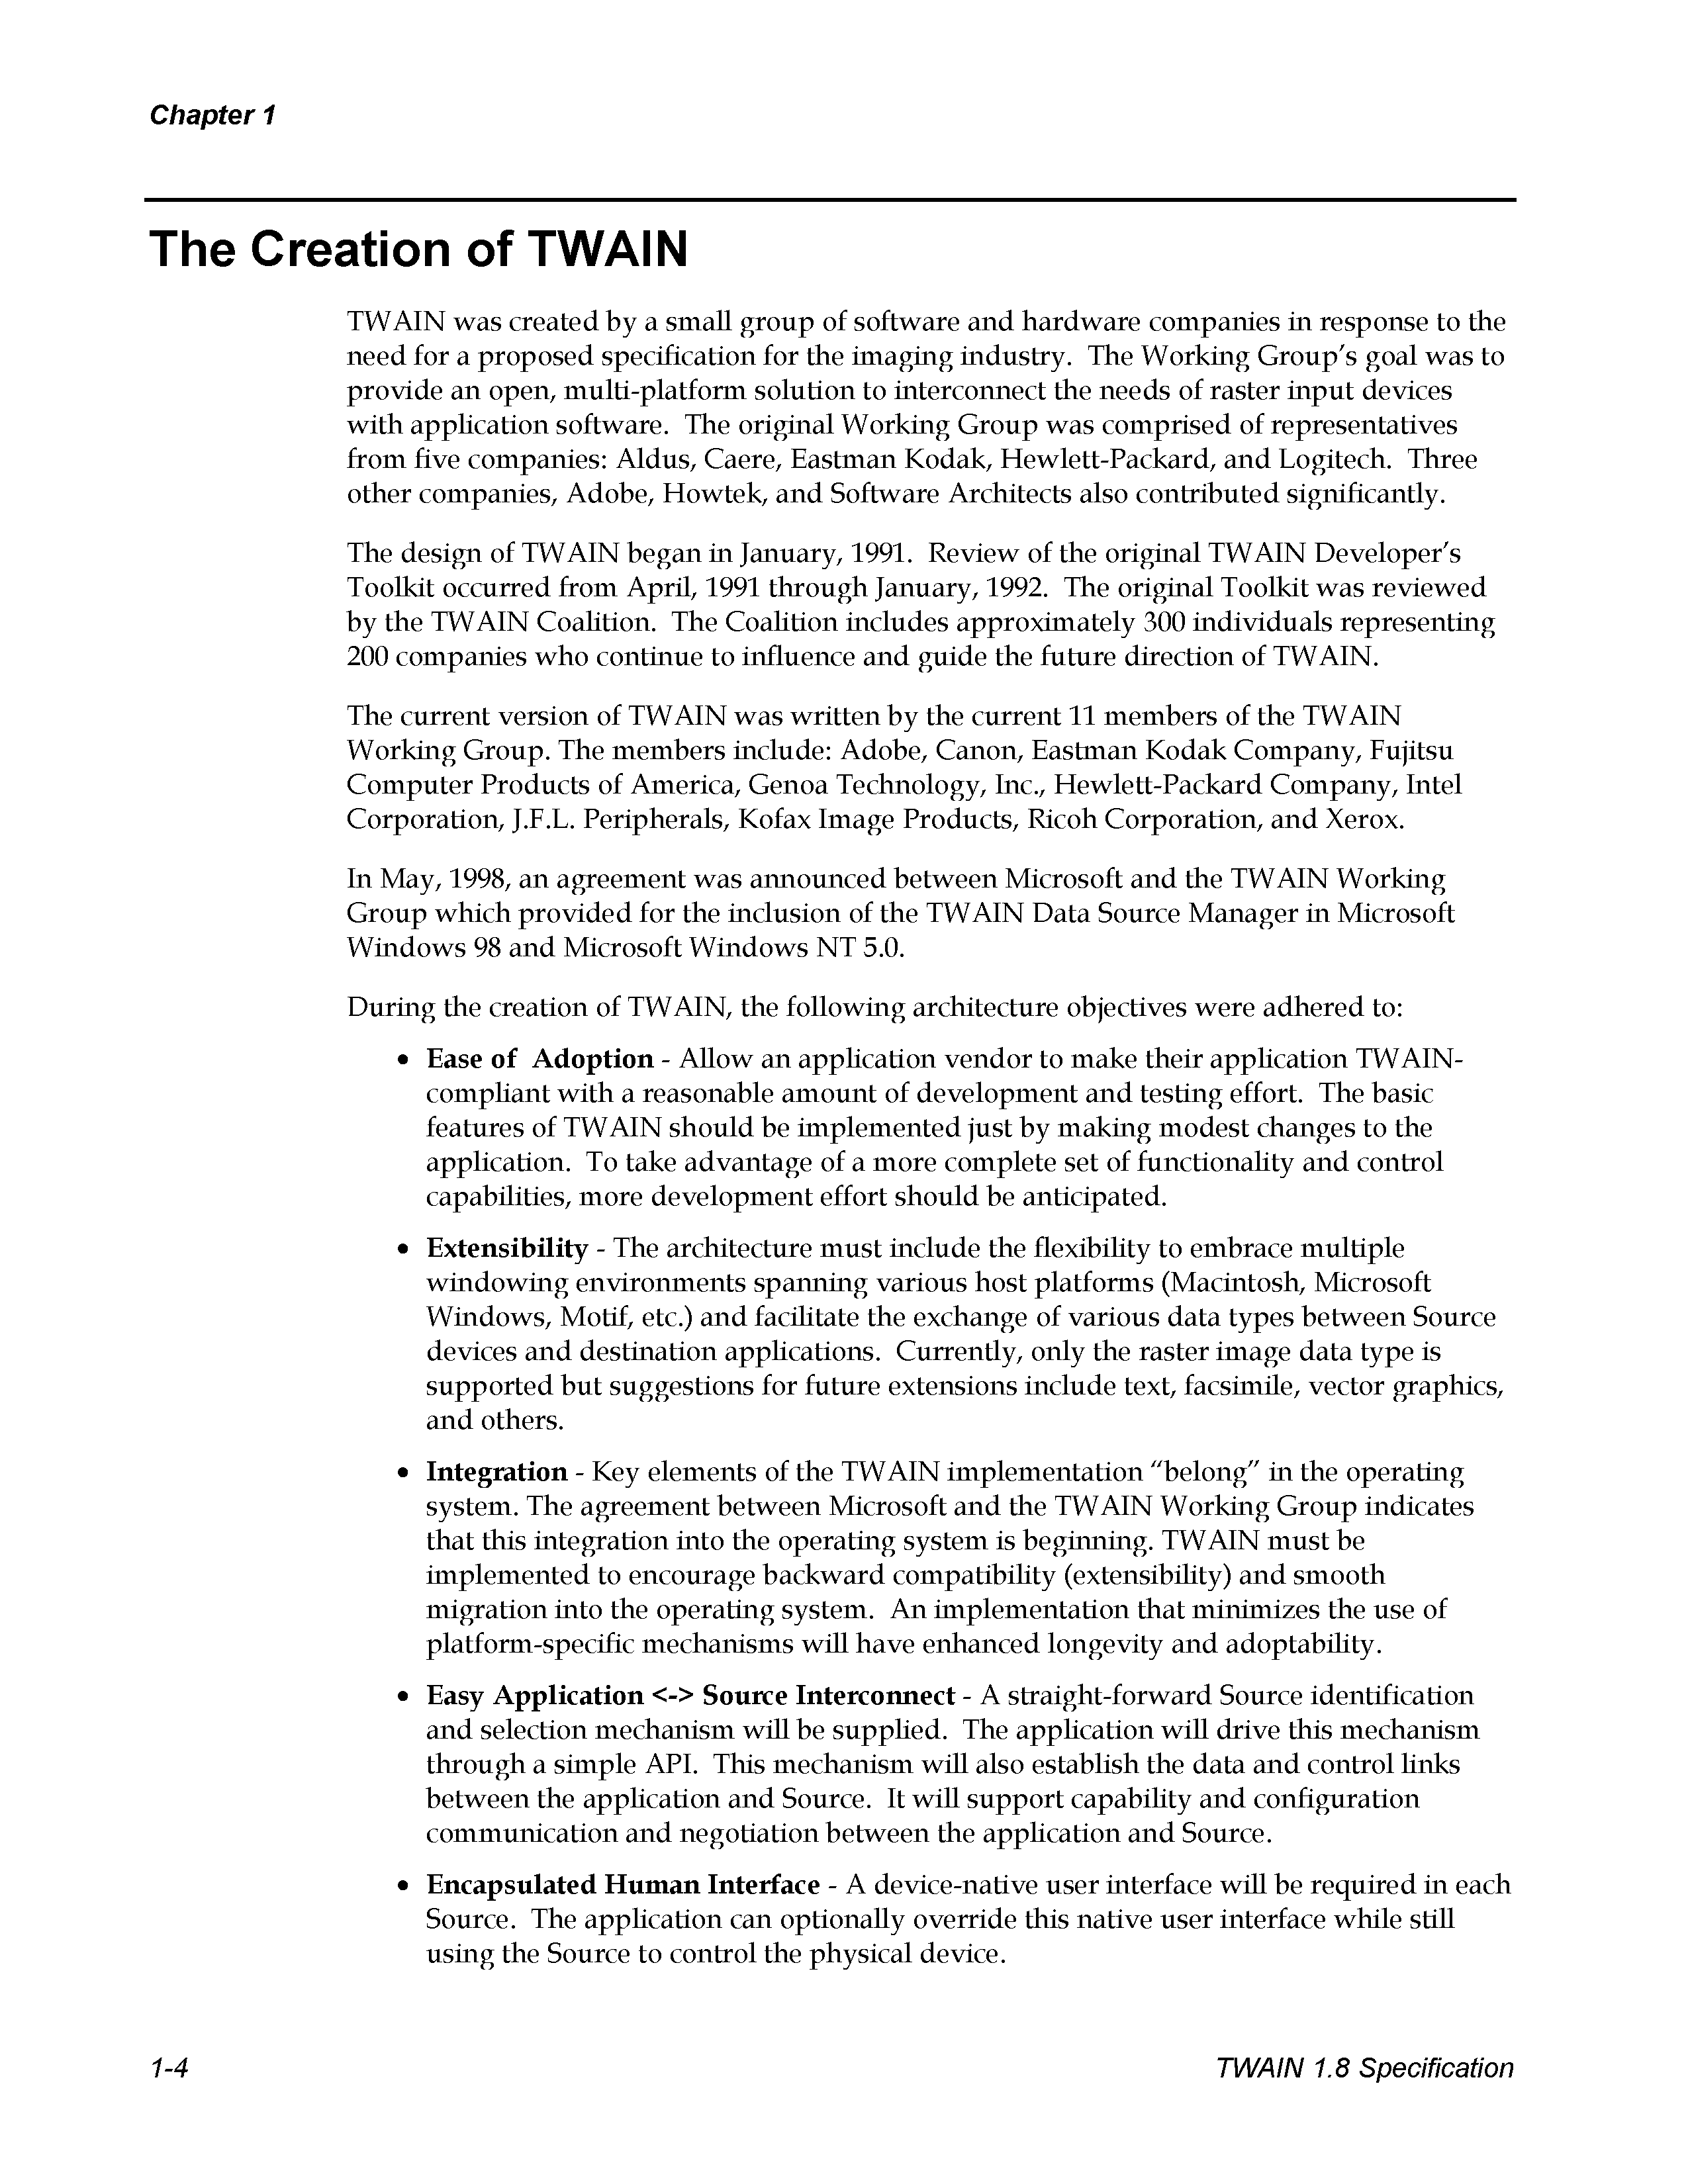 Chapter 1
The Creation of TWAIN
TWAIN was created by a small group of software and hardware companies in response to the
need for a proposed specification for the imaging industry.  The Working Group’s goal was to
provide an open, multi-platform solution to interconnect the needs of raster input devices
with application software.  The original Working Group was comprised of representatives
from five companies: Aldus, Caere, Eastman Kodak, Hewlett-Packard, and Logitech.  Three
other companies, Adobe, Howtek, and Software Architects also contributed significantly.
The design of TWAIN began in January, 1991.  Review of the original TWAIN Developer’s
Toolkit occurred from April, 1991 through January, 1992.  The original Toolkit was reviewed
by the TWAIN Coalition.  The Coalition includes approximately 300 individuals representing
200 companies who continue to influence and guide the future direction of TWAIN.
The current version of TWAIN was written by the current 11 members of the TWAIN
Working Group. The members include: Adobe, Canon, Eastman Kodak Company, Fujitsu
Computer Products of America, Genoa Technology, Inc., Hewlett-Packard Company, Intel
Corporation, J.F.L. Peripherals, Kofax Image Products, Ricoh Corporation, and Xerox.
In May, 1998, an agreement was announced between Microsoft and the TWAIN Working
Group which provided for the inclusion of the TWAIN Data Source Manager in Microsoft
Windows 98 and Microsoft Windows NT 5.0.
During the creation of TWAIN, the following architecture objectives were adhered to:
• Ease of  Adoption - Allow an application vendor to make their application TWAIN-
compliant with a reasonable amount of development and testing effort.  The basic
features of TWAIN should be implemented just by making modest changes to the
application.  To take advantage of a more complete set of functionality and control
capabilities, more development effort should be anticipated.
• Extensibility - The architecture must include the flexibility to embrace multiple
windowing environments spanning various host platforms (Macintosh, Microsoft
Windows, Motif, etc.) and facilitate the exchange of various data types between Source
devices and destination applications.  Currently, only the raster image data type is
supported but suggestions for future extensions include text, facsimile, vector graphics,
and others.
• Integration - Key elements of the TWAIN implementation “belong” in the operating
system. The agreement between Microsoft and the TWAIN Working Group indicates
that this integration into the operating system is beginning. TWAIN must be
implemented to encourage backward compatibility (extensibility) and smooth
migration into the operating system.  An implementation that minimizes the use of
platform-specific mechanisms will have enhanced longevity and adoptability.
• Easy Application <-> Source Interconnect - A straight-forward Source identification
and selection mechanism will be supplied.  The application will drive this mechanism
through a simple API.  This mechanism will also establish the data and control links
between the application and Source.  It will support capability and configuration
communication and negotiation between the application and Source.
• Encapsulated Human Interface - A device-native user interface will be required in each
Source.  The application can optionally override this native user interface while still
using the Source to control the physical device.
1-4
TWAIN 1.8 Specification